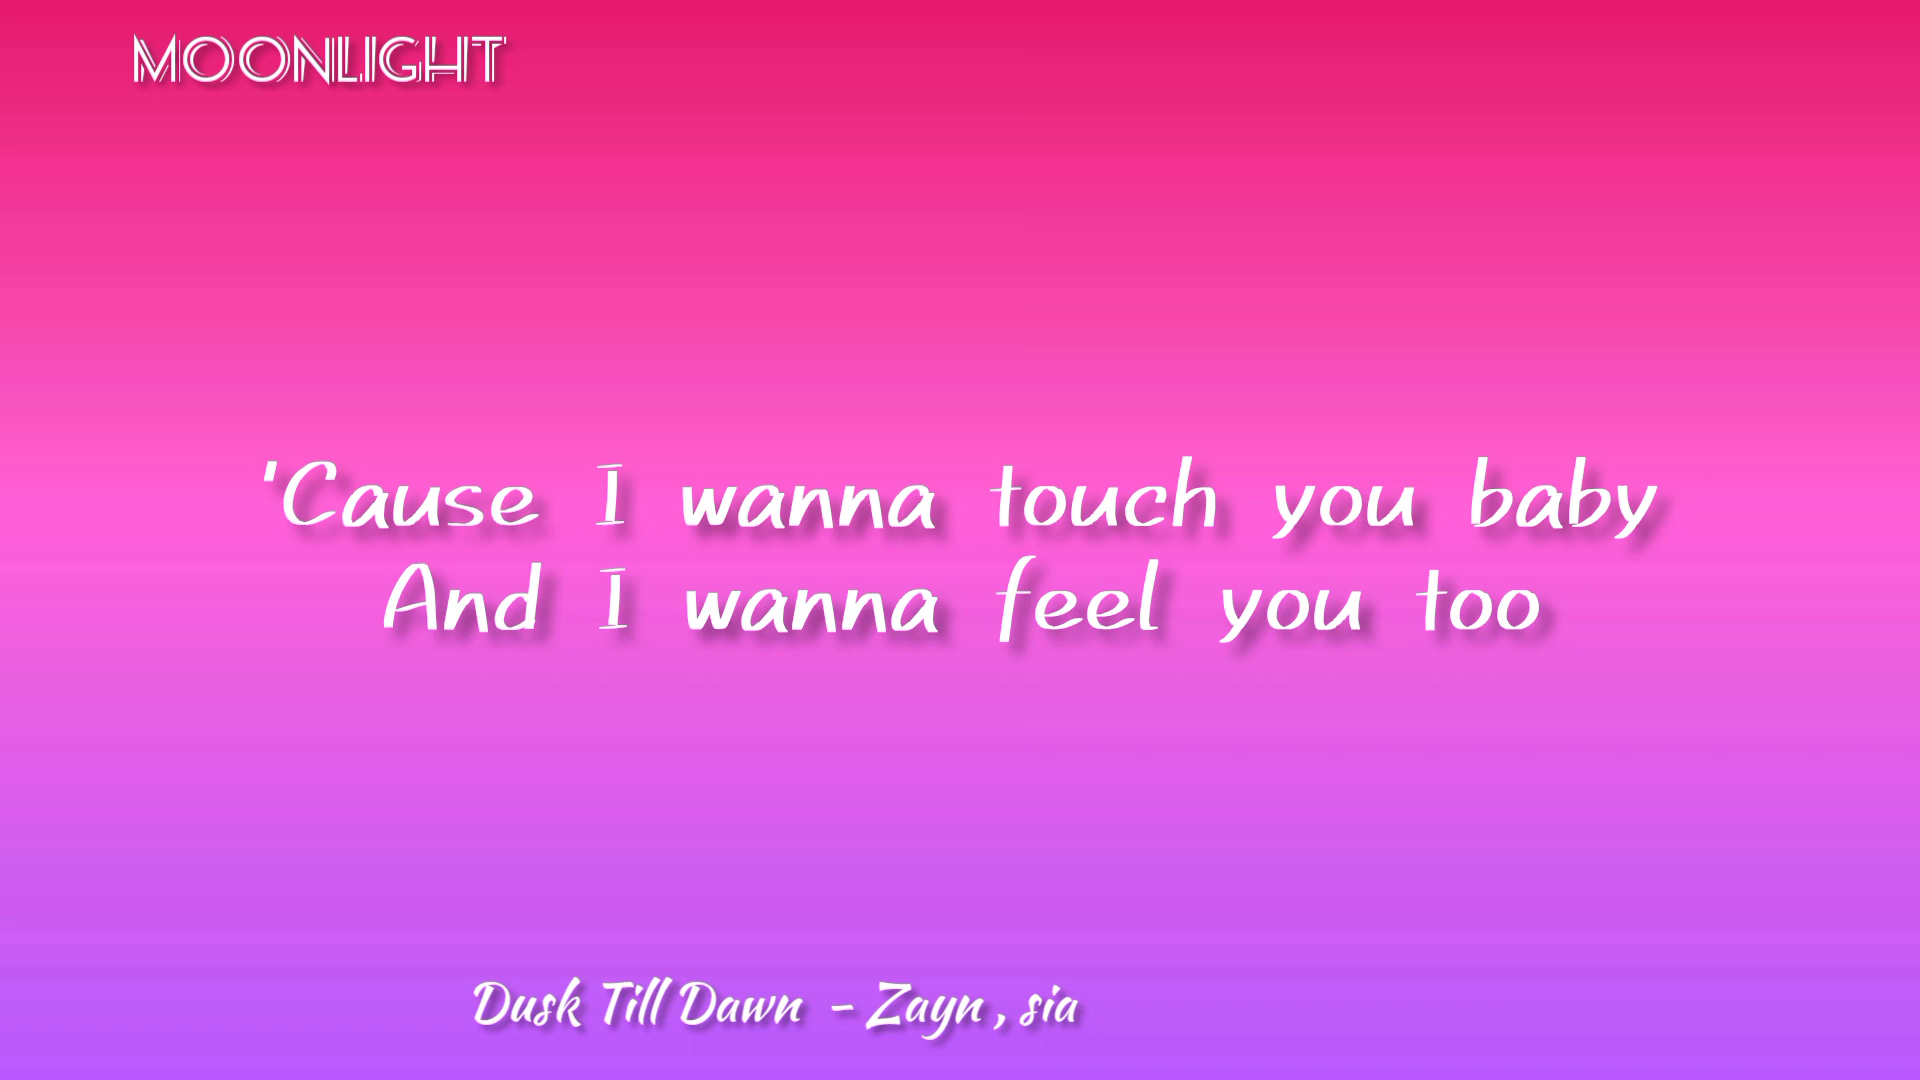 MOONLIGHT
'Cause I wanna touch you baby
And I wanna feel you too
Dusk Till Dawn - Zayn , sia